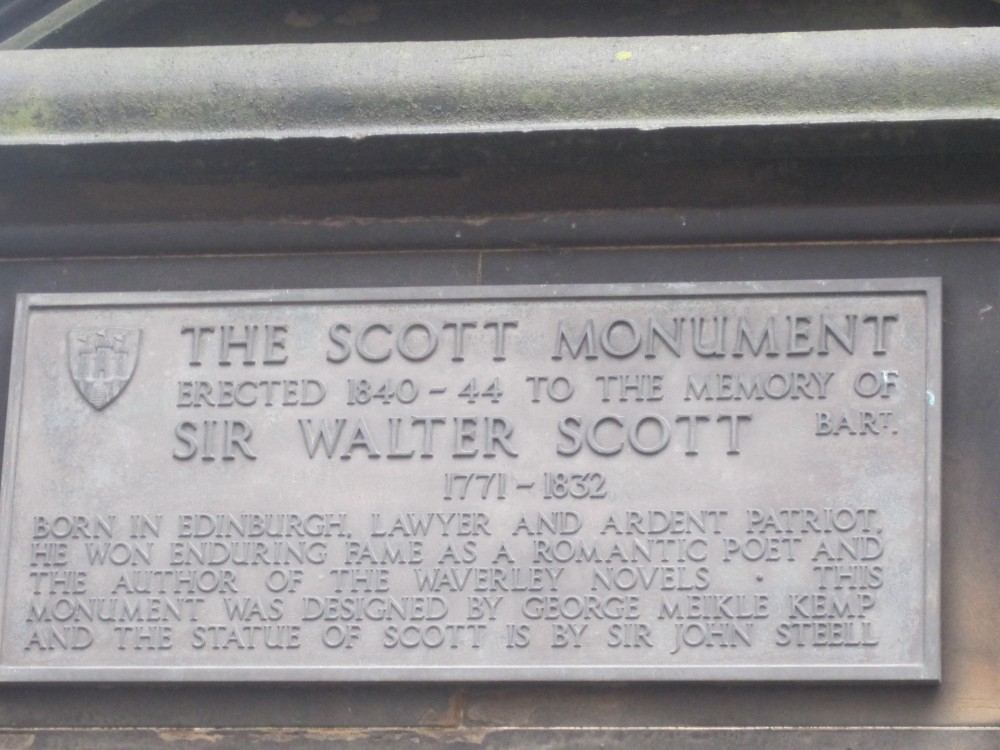 THE SCOTT MONUMENT
ERECTED 1840 - 44 TO THE MEMORY OF
SIR WALTER SCOTT BART.
1771 - 1832
BORN IN EDINBURGH, LAWYER AND ARDENT PATRIOT,
HE WON ENDURING FAME AS A ROMANTIC POET AND
THE AUTHOR OF THE WAVERLEY NOVELS · THIS
MONUMENT WAS DESIGNED BY GEORGE MEIKLE KEMP
AND THE STATUE OF SCOTT IS BY SIR JOHN STEELL